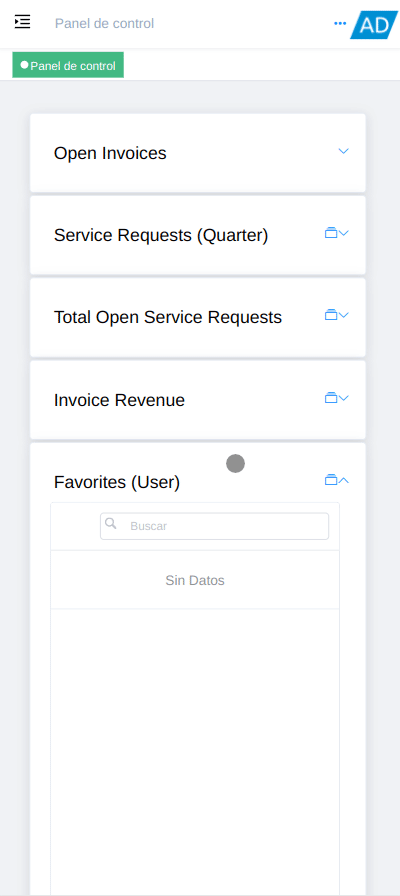 Panel de control
AD
Panel de control
Open Invoices
Service Requests (Quarter)
Total Open Service Requests
Invoice Revenue
Favorites (User)
Buscar
Sin Datos